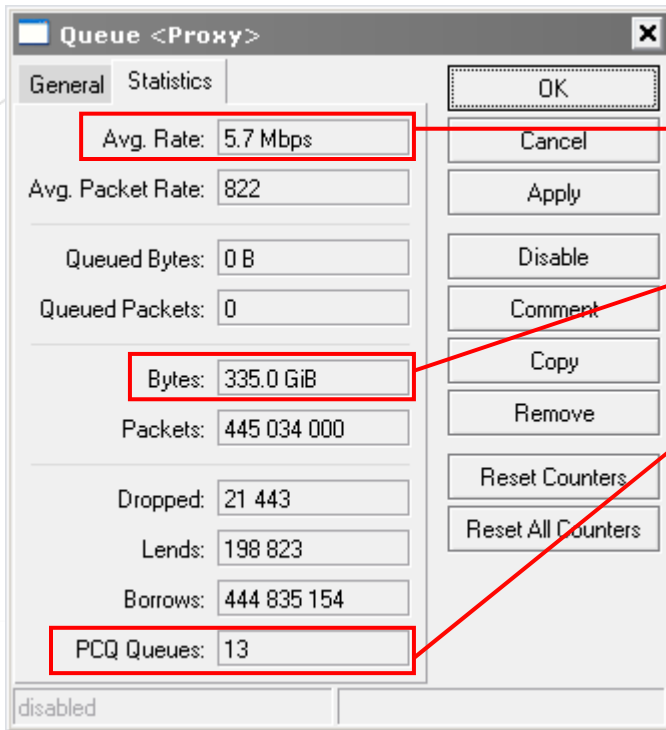 Queue <Proxy>
General Statistics
Avg. Rate: 5.7 Mbps
Avg. Packet Rate: 822
Queued Bytes: 0 B
Queued Packets: 0
Bytes: 335.0 GiB
Packets: 445 034 000
Dropped: 21 443
Lends: 198 823
Borrows: 444 835 154
PCQ Queues: 13
OK
Cancel
Apply
Disable
Comment
Copy
Remove
Reset Counters
Reset All Counters
disabled